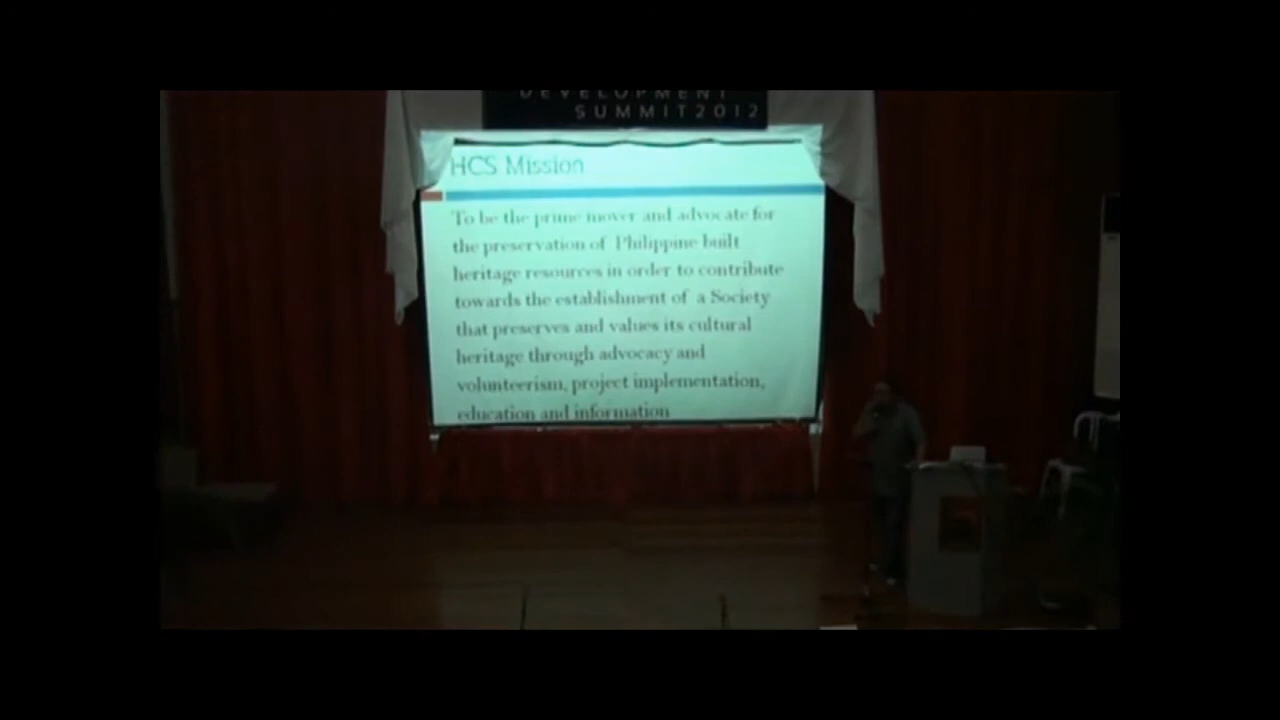 DEVELOPMENT
SUMMIT2012
HCS Mission
To be the prime mover and advocate for
the preservation of Philippine built
heritage resources in order to contribute
towards the establishment of a Society
that preserves and values its cultural
heritage through advocacy and
volunteerism, project implementation,
education and information